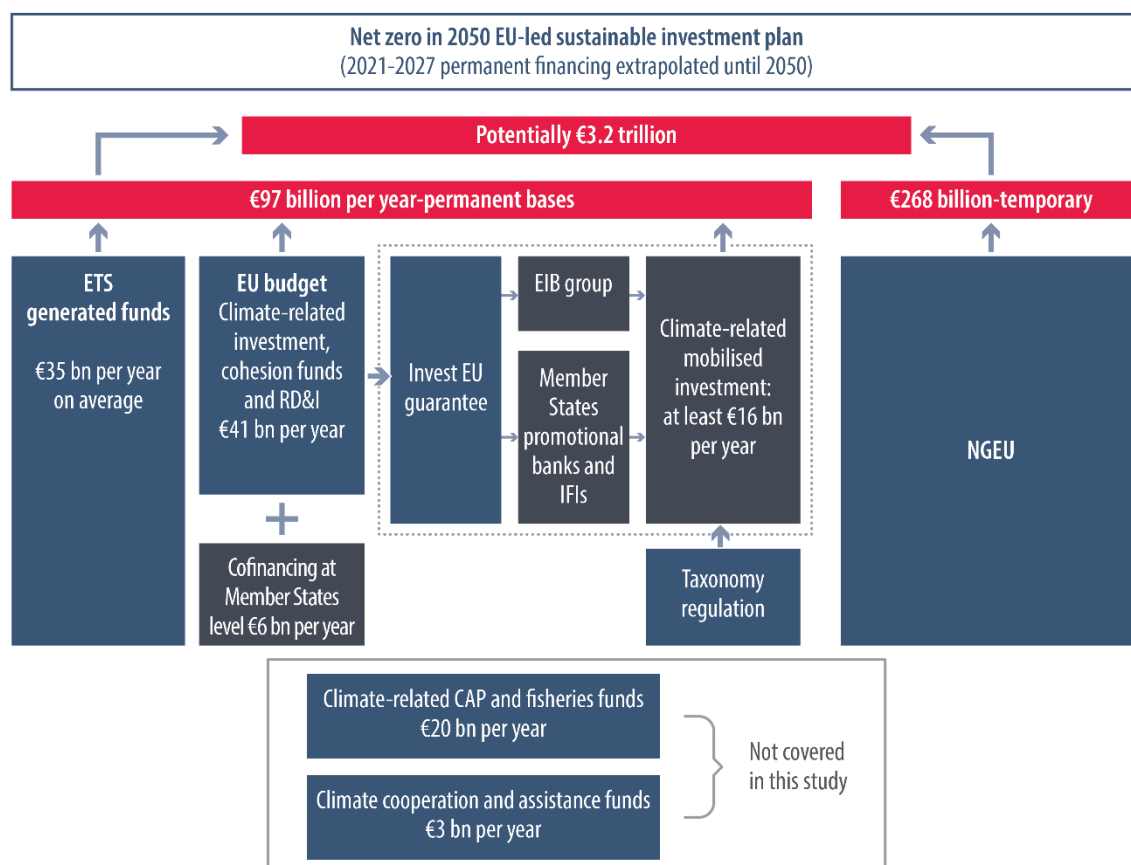 Net zero in 2050 EU-led sustainable investment plan
(2021-2027 permanent financing extrapolated until 2050)
Potentially €3.2 trillion
€97 billion per year-permanent bases
€268 billion-temporary
ETS
generated funds
€35 bn per year
on average
EU budget
Climate-related
investment,
cohesion funds
and RD&I
€41 bn per year
+
Cofinancing at
Member States
level €6 bn per year
Invest EU
guarantee
EIB group
Member
States
promotional
banks and
IFIs
Climate-related
mobilised
investment:
at least €16 bn
per year
Taxonomy
regulation
NGEU
Climate-related CAP and fisheries funds
€20 bn per year
Climate cooperation and assistance funds
€3 bn per year
Not covered
in this study